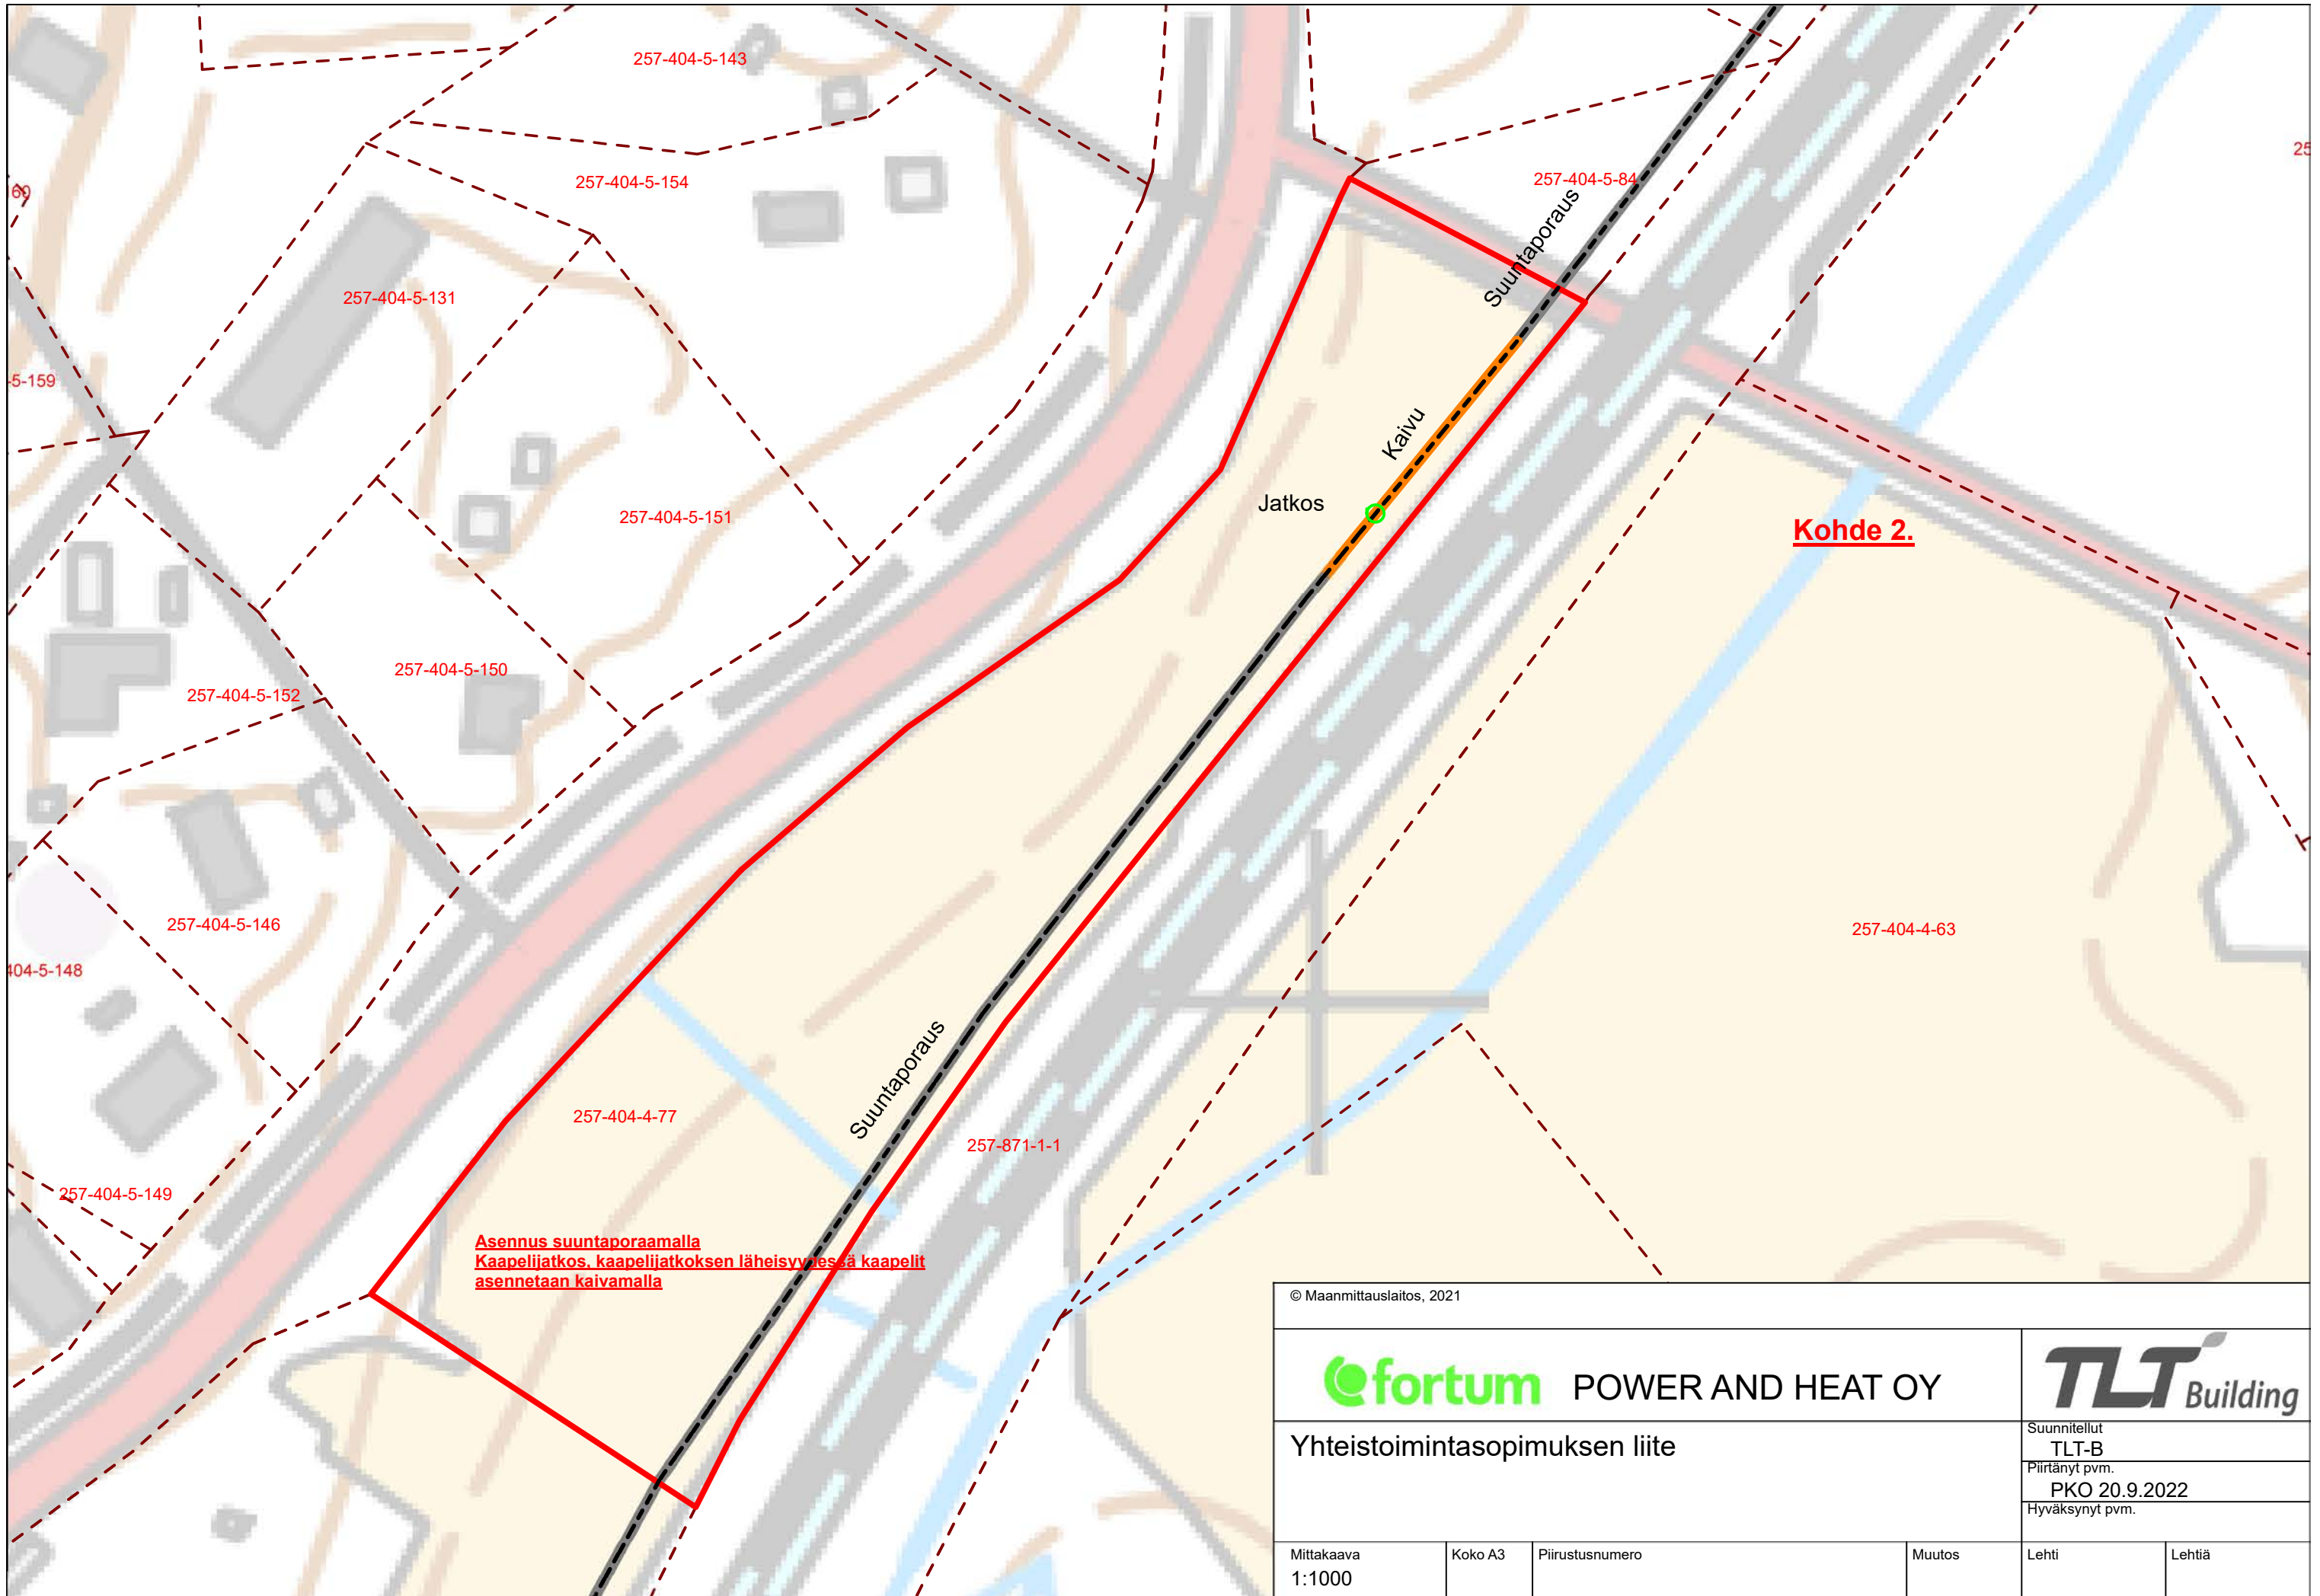 257-404-5-143
257-404-5-154
257-404-5-84
Suuntaporaus
257-404-5-131
-5-159
Kaivu
Jatkos
257-404-5-151
Kohde 2.
257-404-5-150
257-404-5-152
257-404-5-146
257-404-4-63
404-5-148
Suuntaporaus
257-404-4-77
257-871-1-1
257-404-5-149
Asennus suuntaporaamalla
Kaapelijatkos, kaapelijatkoksen läheisyydessä kaapelit
asennetaan kaivamalla
© Maanmittauslaitos, 2021
fortum POWER AND HEAT OY
TLT Building
Yhteistoimintasopimuksen liite
Suunnitellut
TLT-B
Piirtänyt pvm.
PKO 20.9.2022
Hyväksynyt pvm.
Mittakaava
1:1000
Koko A3
Piirustusnumero
Muutos
Lehti
Lehtiä